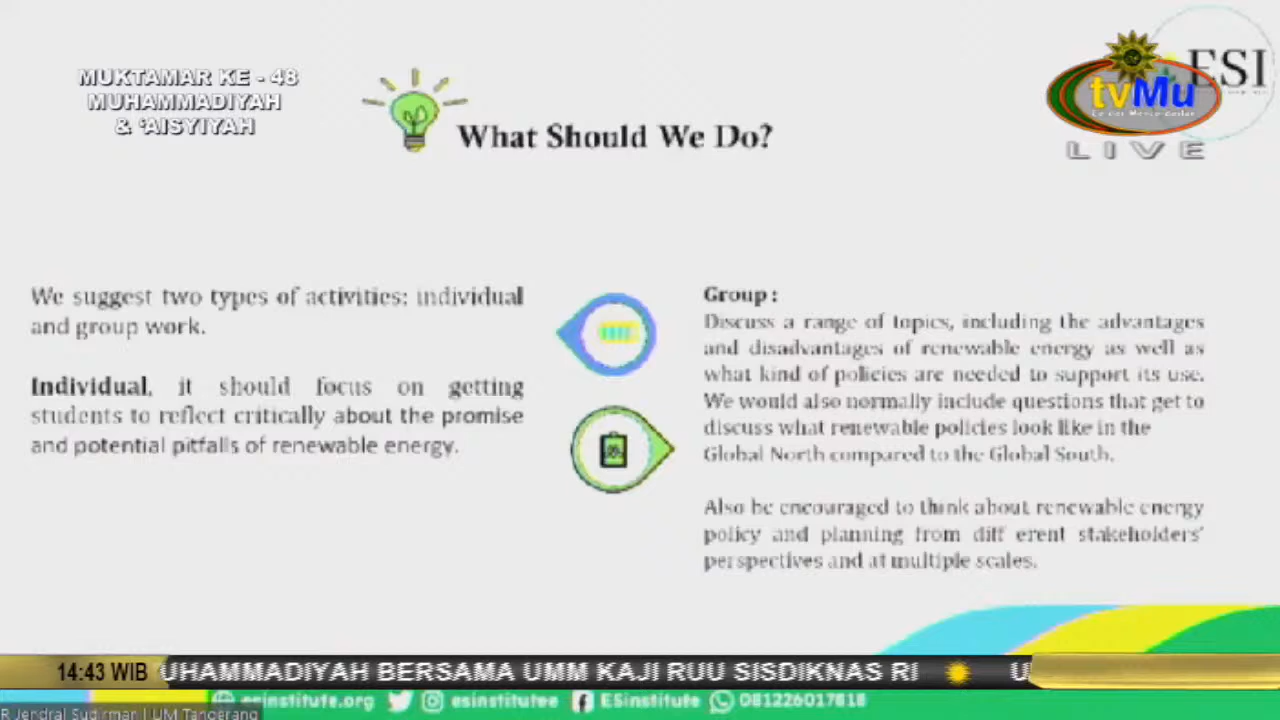 MUKTAMAR KE - 48
MUHAMMADIYAH
& 'AISYIYAH
What Should We Do?
ESI
tvMu
LIVE
We suggest two types of activities: individual
and group work.
Individual, it should focus on getting
students to reflect critically about the promise
and potential pitfalls of renewable energy.
Group :
Discuss a range of topics, including the advantages
and disadvantages of renewable energy as well as
what kind of policies are needed to support its use.
We would also normally include questions that get to
discuss what renewable policies look like in the
Global North compared to the Global South.
Also be encouraged to think about renewable energy
policy and planning from diff erent stakeholders'
perspectives and at multiple scales.
14:43 WIB
UHAMMADIYAH BERSAMA UMM KAJI RUU SISDIKNAS RI
esinstitute.org esinstitutee ESinstitute 081226017818
R Jendral Sudirman | UM Tangerang